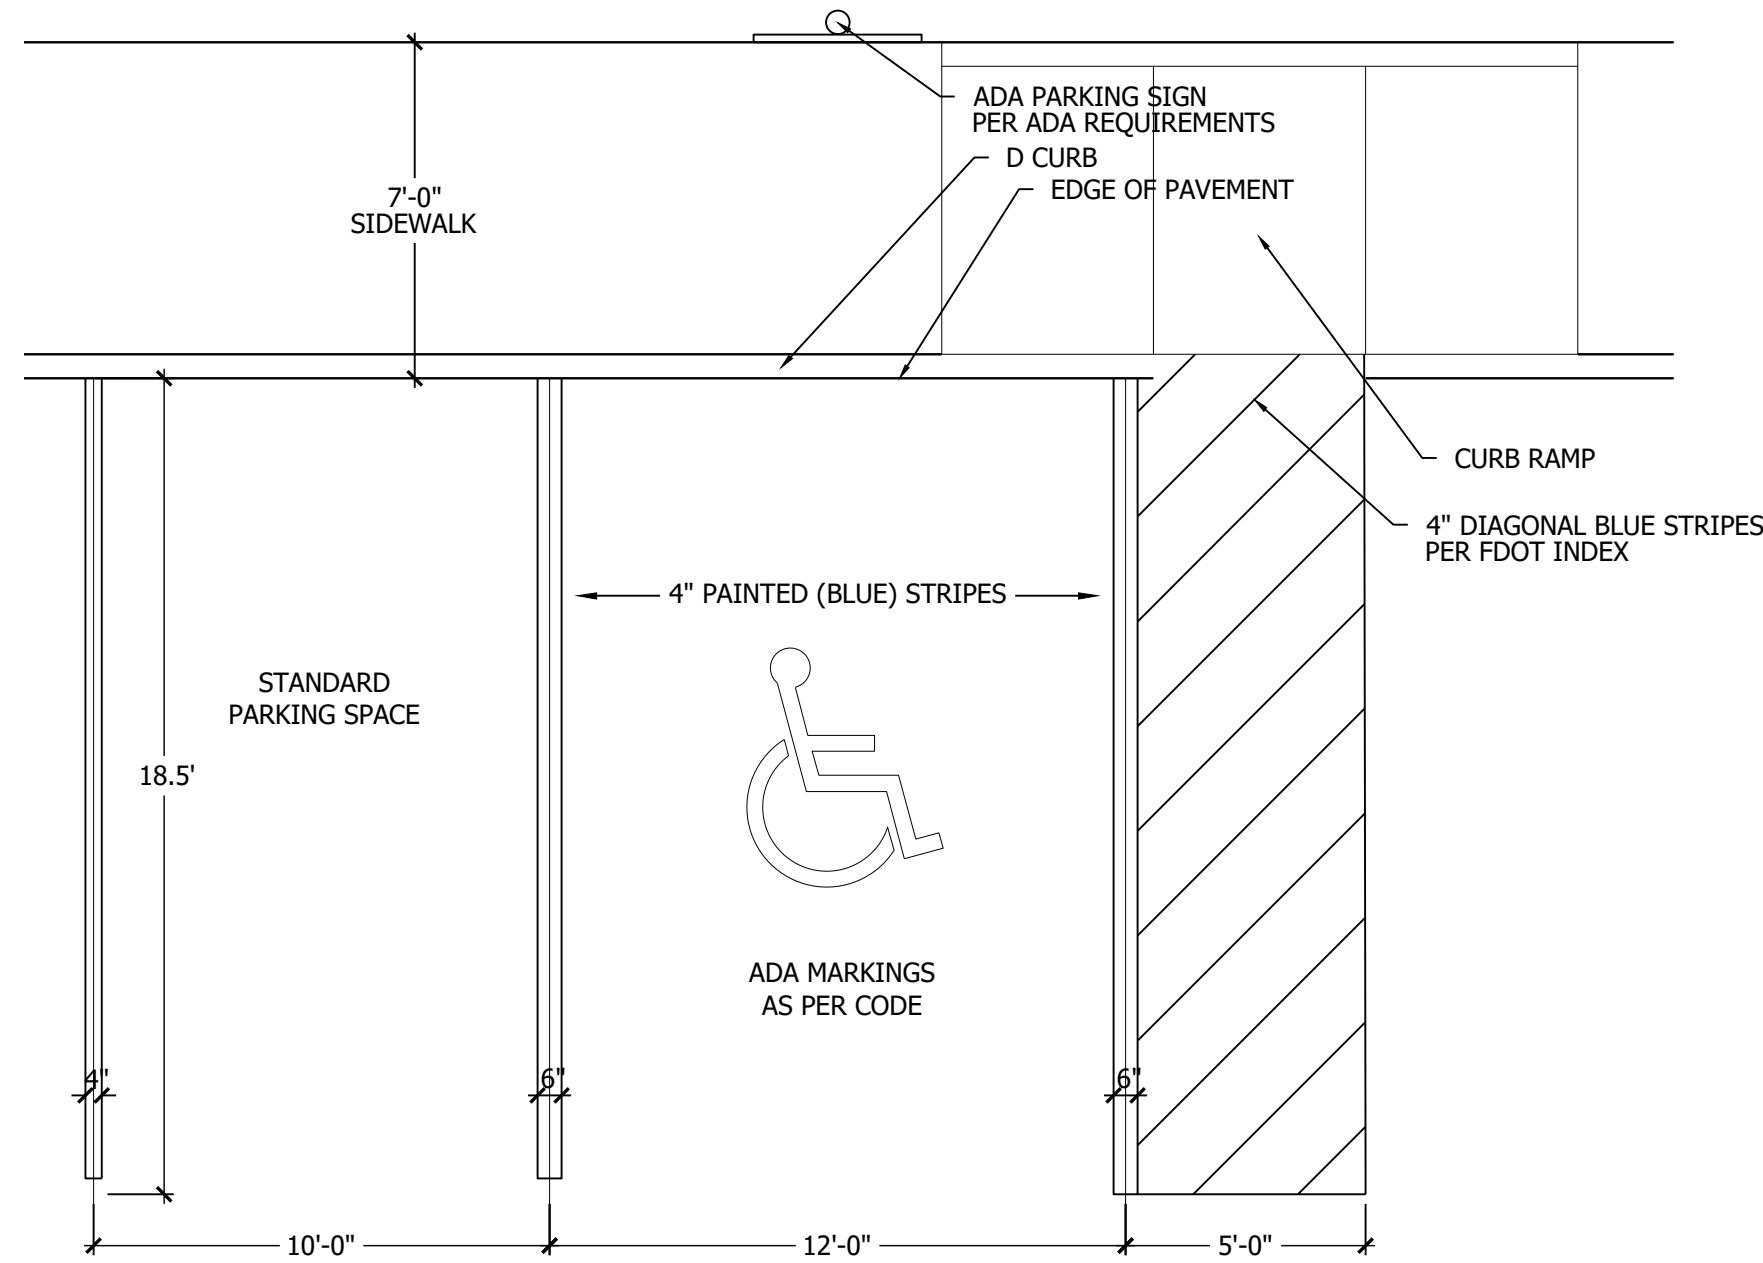 ADA PARKING SIGN
PER ADA REQUIREMENTS
D CURB
EDGE OF PAVEMENT
7'-0"
SIDEWALK
CURB RAMP
4" DIAGONAL BLUE STRIPES
PER FDOT INDEX
4" PAINTED (BLUE) STRIPES
STANDARD
PARKING SPACE
18.5'
ADA MARKINGS
AS PER CODE
4"
6"
6"
10'-0"
12'-0"
5'-0"